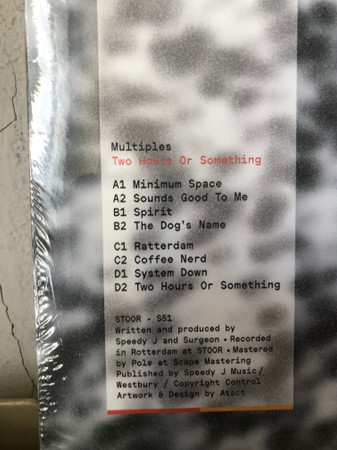 Multiples
Two Hours Or Something
A1 Minimum Space
A2 Sounds Good To Me
B1 Spirit
B2 The Dog's Name
C1 Ratterdam
C2 Coffee Nerd
D1 System Down
D2 Two Hours Or Something
STOOR - S51
Written and produced by
Speedy J and Surgeon • Recorded
in Rotterdam at STOOR • Mastered
by Pole at Scape Mastering
Published by Speedy J Music/
Westbury / Copyright Control
Artwork & Design by Atoct